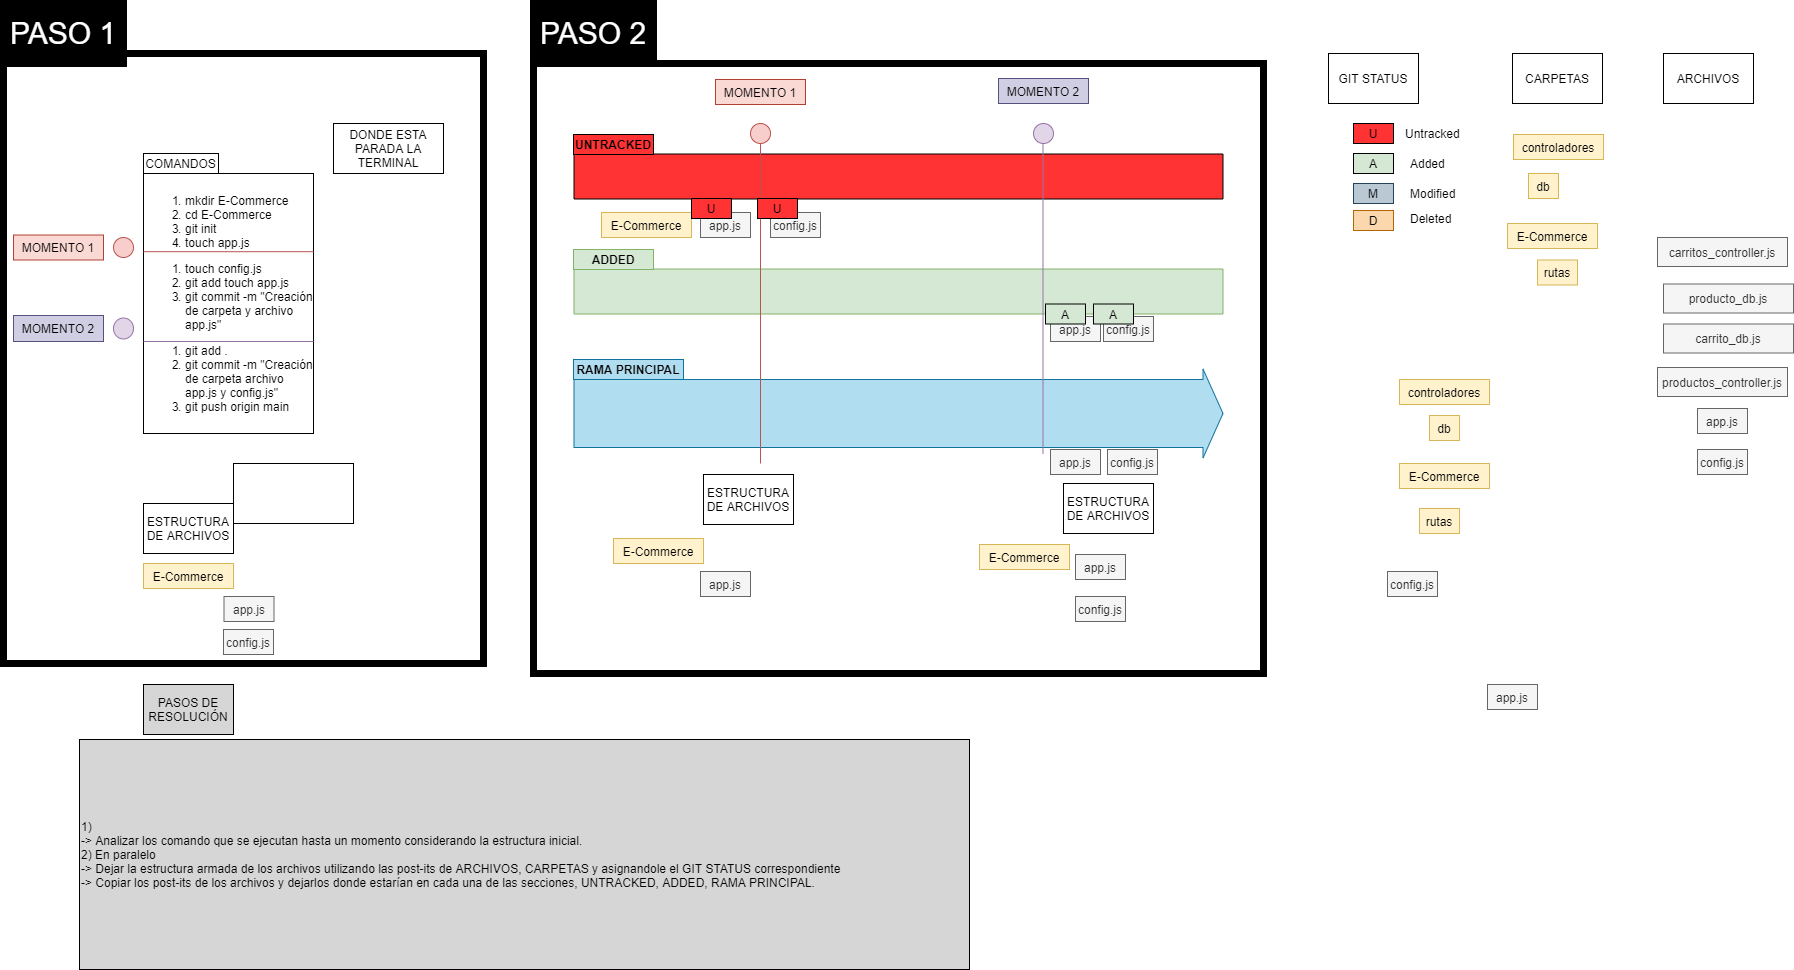 PASO 1
DONDE ESTA
PARADA LA
TERMINAL
COMANDOS
1. mkdir E-Commerce
2. cd E-Commerce
3. git init
4. touch app.js
MOMENTO 1
1. touch config.js
2. git add touch app.js
3. git commit -m "Creación
de carpeta y archivo
app.js"
MOMENTO 2
1. git add .
2. git commit -m "Creación
de carpeta archivo
app.js y config.js"
3. git push origin main
ESTRUCTURA
DE ARCHIVOS
E-Commerce
app.js
config.js
PASO 2
MOMENTO 1
MOMENTO 2
UNTRACKED
U
U
E-Commerce
app.js
config.js
ADDED
A
A
app.js
config.js
RAMA PRINCIPAL
app.js
config.js
ESTRUCTURA
DE ARCHIVOS
ESTRUCTURA
DE ARCHIVOS
E-Commerce
app.js
E-Commerce
app.js
config.js
GIT STATUS
U Untracked
A Added
M Modified
D Deleted
CARPETAS
controladores
db
E-Commerce
rutas
ARCHIVOS
carritos_controller.js
producto_db.js
carrito_db.js
productos_controller.js
app.js
config.js
controladores
db
E-Commerce
rutas
config.js
app.js
PASOS DE
RESOLUCIÓN
1)
-> Analizar los comando que se ejecutan hasta un momento considerando la estructura inicial.
2) En paralelo
-> Dejar la estructura armada de los archivos utilizando las post-its de ARCHIVOS, CARPETAS y asignandole el GIT STATUS correspondiente
-> Copiar los post-its de los archivos y dejarlos donde estarían en cada una de las secciones, UNTRACKED, ADDED, RAMA PRINCIPAL.